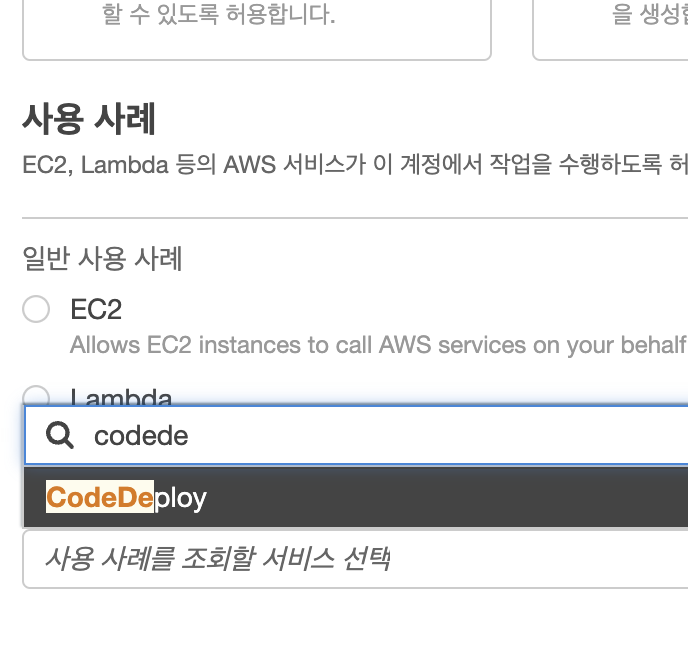 할 수 있도록 허용합니다.
을 생성
사용 사례
EC2, Lambda 등의 AWS 서비스가 이 계정에서 작업을 수행하도록 허
일반 사용 사례
EC2
Allows EC2 instances to call AWS services on your behalf
Lambda
codede
CodeDeploy
사용 사례를 조회할 서비스 선택